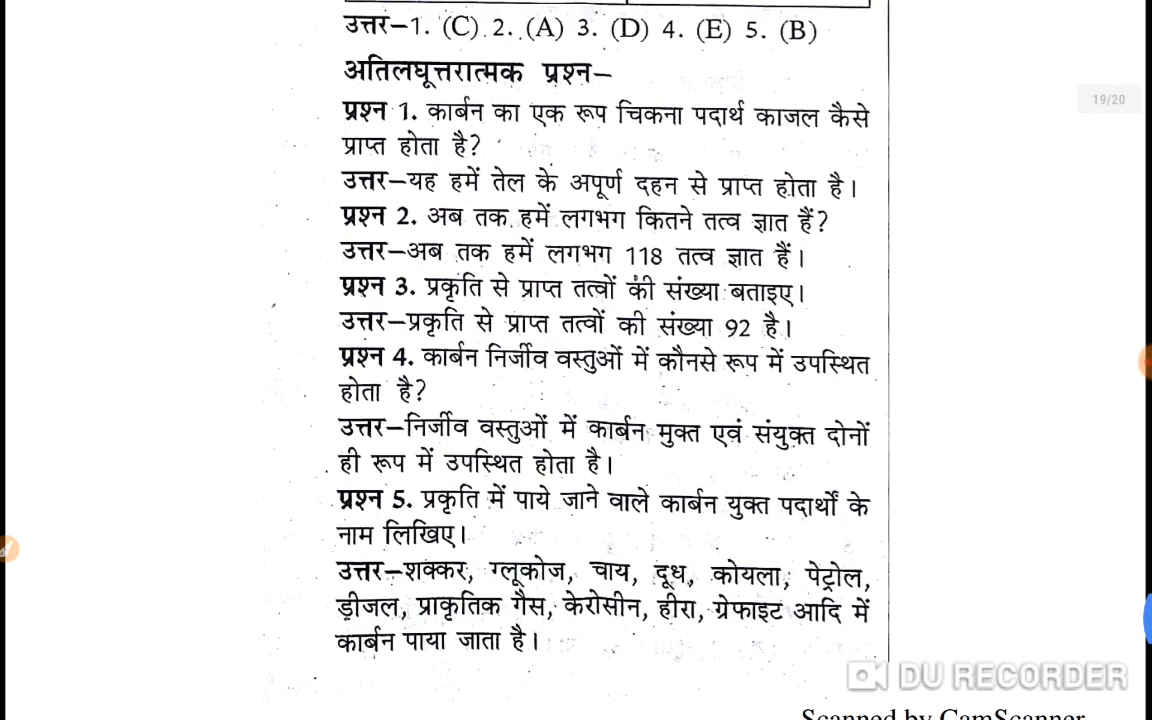 उत्तर–1. (C) 2. (A) 3. (D) 4. (E) 5. (B)
अतिलघूत्तरात्मक प्रश्न–
19/20
प्रश्न 1. कार्बन का एक रूप चिकना पदार्थ काजल कैसे
प्राप्त होता है?
उत्तर–यह हमें तेल के अपूर्ण दहन से प्राप्त होता है।
प्रश्न 2. अब तक हमें लगभग कितने तत्व ज्ञात हैं?
उत्तर–अब तक हमें लगभग 118 तत्व ज्ञात हैं।
प्रश्न 3. प्रकृति से प्राप्त तत्वों की संख्या बताइए।
उत्तर–प्रकृति से प्राप्त तत्वों की संख्या 92 है।
प्रश्न 4. कार्बन निर्जीव वस्तुओं में कौनसे रूप में उपस्थित
होता है?
उत्तर–निर्जीव वस्तुओं में कार्बन मुक्त एवं संयुक्त दोनों
ही रूप में उपस्थित होता है।
प्रश्न 5. प्रकृति में पाये जाने वाले कार्बन युक्त पदार्थों के
नाम लिखिए।
उत्तर–शक्कर, ग्लूकोज, चाय, दूध, कोयला, पेट्रोल,
डीजल, प्राकृतिक गैस, केरोसीन, हीरा, ग्रेफाइट आदि में
कार्बन पाया जाता है।
DU RECORDER
Scanned by CamScanner